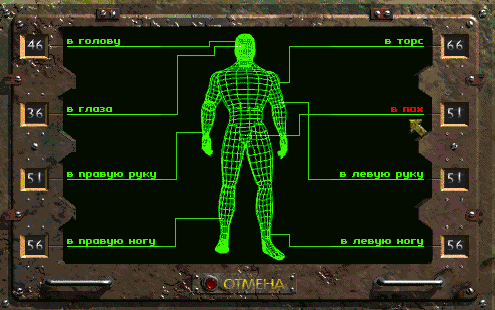 46 в голову в торс 66
36 в глаза в пах 51
51 в правую руку в левую руку 51
56 в правую ногу в левую ногу 56
ОТМЕНА